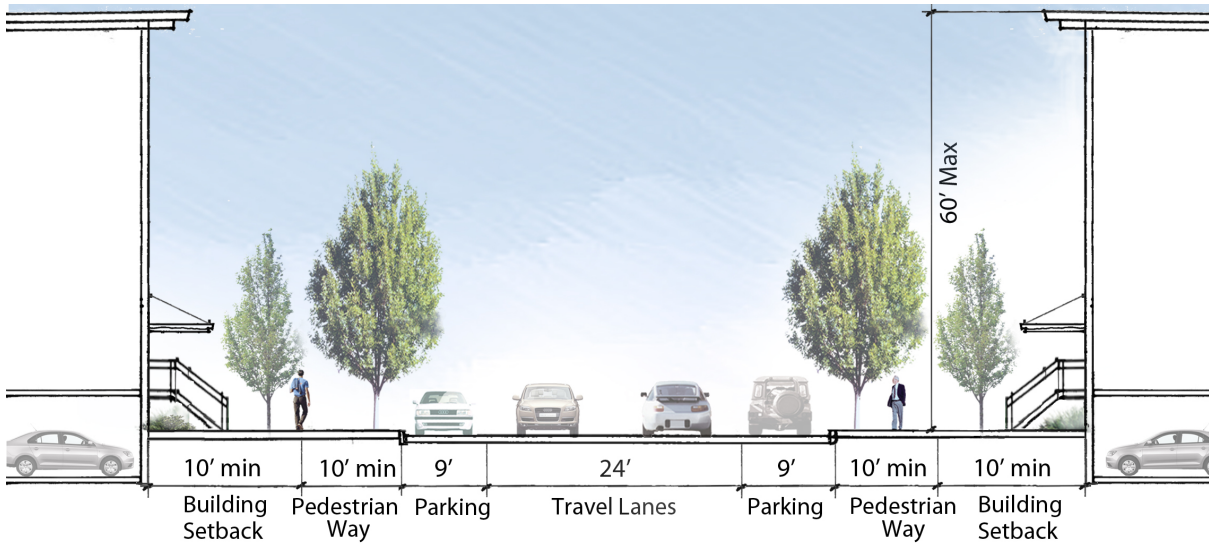 60’ Max
10’ min 10’ min 9’ 24’ 9’ 10’ min 10’ min
Building Setback
Pedestrian Way
Parking
Travel Lanes
Parking
Pedestrian Way
Building Setback